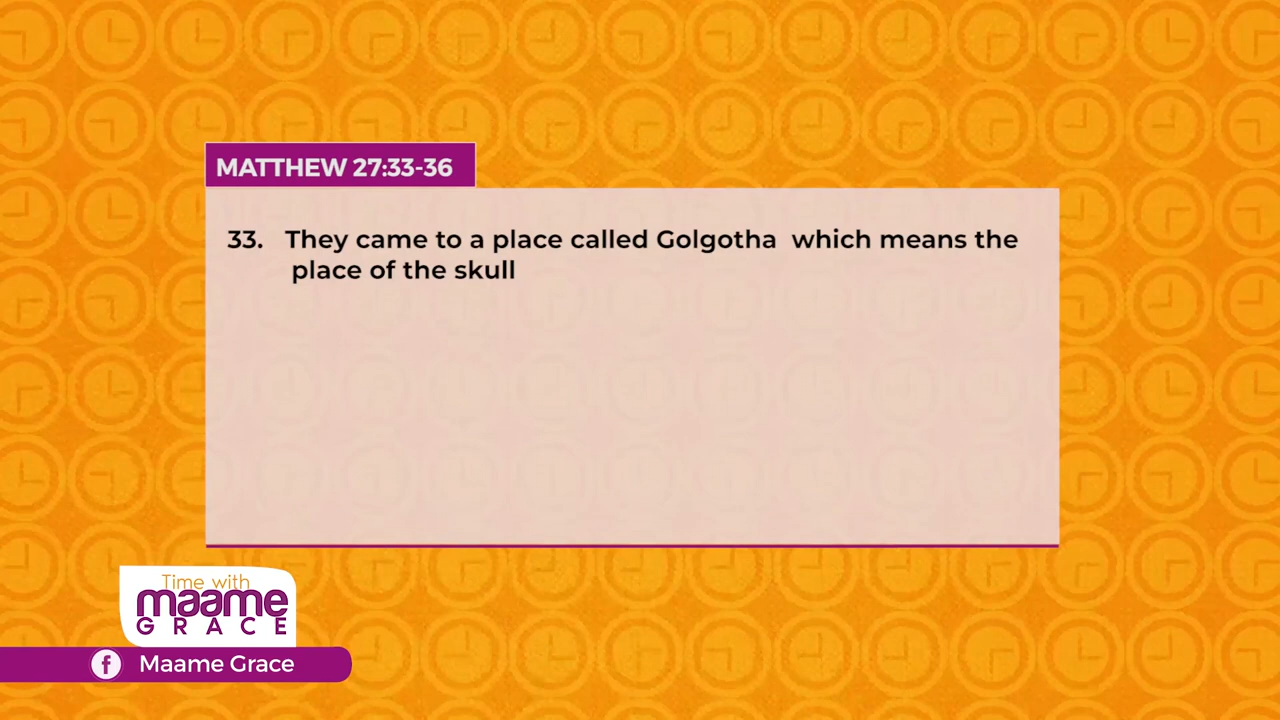 MATTHEW 27:33-36
33. They came to a place called Golgotha which means the
place of the skull
Time with
maame
GRACE
Maame Grace